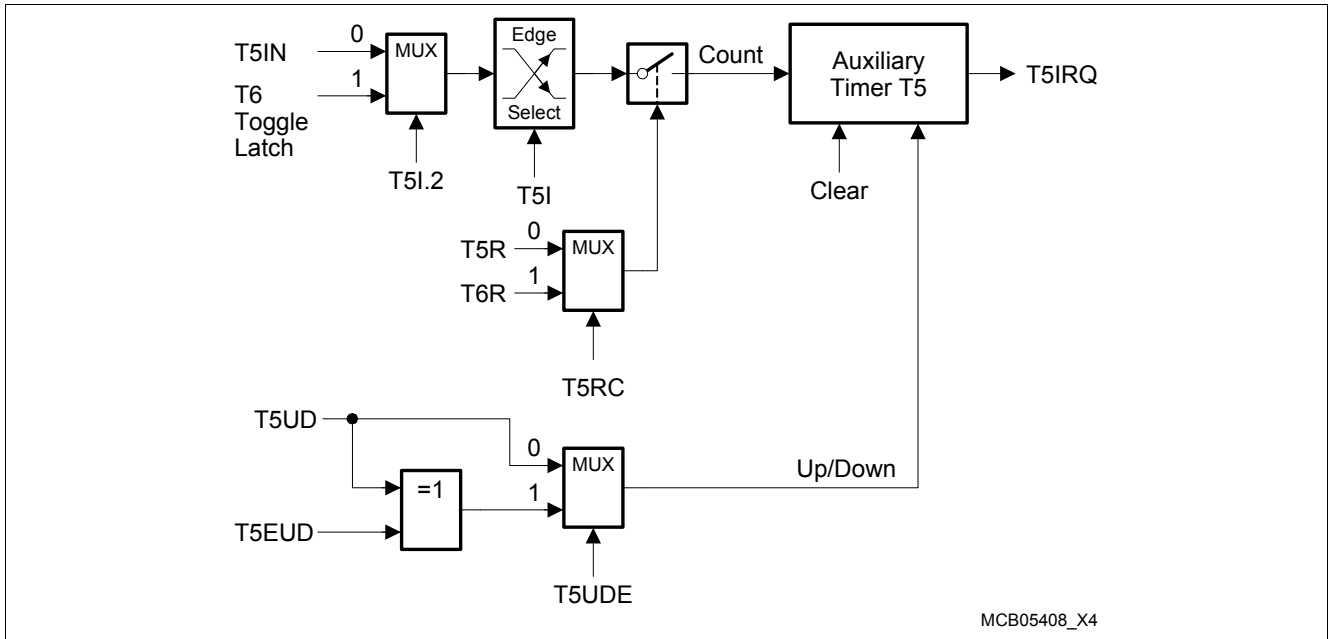 T5IN
0
MUX
Edge
Select
Count
Auxiliary
Timer T5
T5IRQ
1
T6
Toggle
Latch
T5I.2
T5I
Clear
T5R
0
MUX
T6R
1
T5RC
T5UD
0
MUX
Up/Down
=1
1
T5EUD
T5UDE
MCB05408_X4